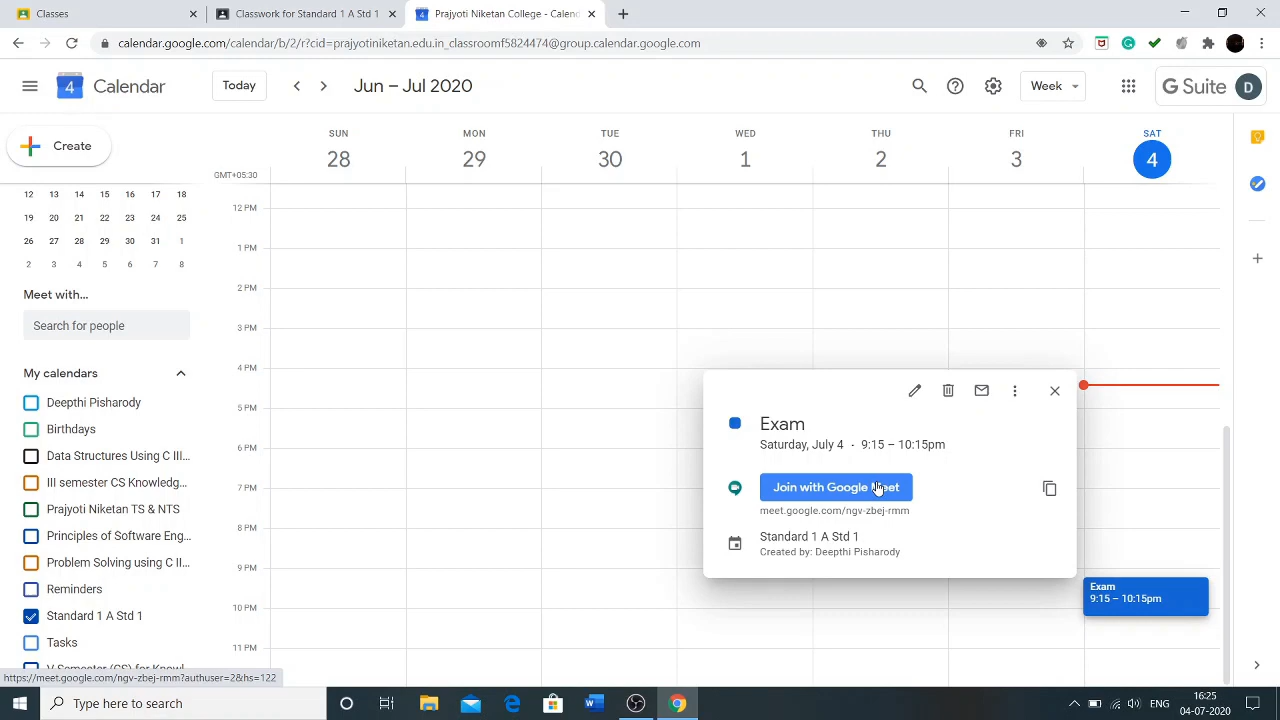 Classes
Classwork for Standard 1 A Std 1
Prajyoti Niketan College - Calend
calendar.google.com/calendar/b/2/r?cid=prajyotiniketan.edu.in_classroomf5824474@group.calendar.google.com
4
Calendar
Today
Jun – Jul 2020
Week
G Suite
D
Create
SUN
MON
TUE
WED
THU
FRI
SAT
28
29
30
1
2
3
4
GMT+05:30
12 13 14 15 16 17 18
19 20 21 22 23 24 25
26 27 28 29 30 31 1
2 3 4 5 6 7 8
Meet with...
Search for people
My calendars
Deepthi Pisharody
Birthdays
Data Structures Using C III...
III semester CS Knowledg...
Prajyoti Niketan TS & NTS
Principles of Software Eng...
Problem Solving using C II...
Reminders
Standard 1 A Std 1
Tasks
V Semester (CS) for Knowl
12 PM
1 PM
2 PM
3 PM
4 PM
5 PM
6 PM
7 PM
8 PM
9 PM
10 PM
11 PM
Exam
Saturday, July 4 · 9:15 – 10:15pm
Join with Google Meet
meet.google.com/ngv-zbej-rmm
Standard 1 A Std 1
Created by: Deepthi Pisharody
Exam
9:15 – 10:15pm
https://meet.google.com/ngv-zbej-rmm?authuser=2&hs=122
Type here to search
ENG
16:25
04-07-2020